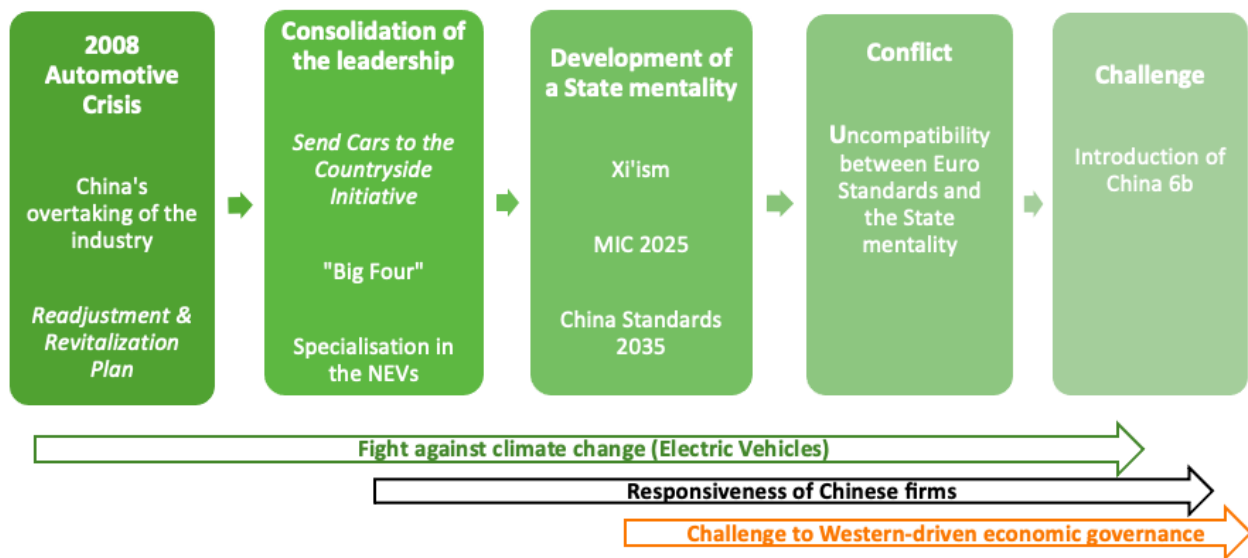 2008
Automotive
Crisis
China's
overtaking of the
industry
Readjustment &
Revitalization
Plan
Consolidation of
the leadership
Send Cars to the
Countryside
Initiative
"Big Four"
Specialisation in
the NEVs
Development of
a State mentality
Xi'ism
MIC 2025
China Standards
2035
Conflict
Uncompatibility
between Euro
Standards and
the State
mentality
Challenge
Introduction of
China 6b
Fight against climate change (Electric Vehicles)
Responsiveness of Chinese firms
Challenge to Western-driven economic governance